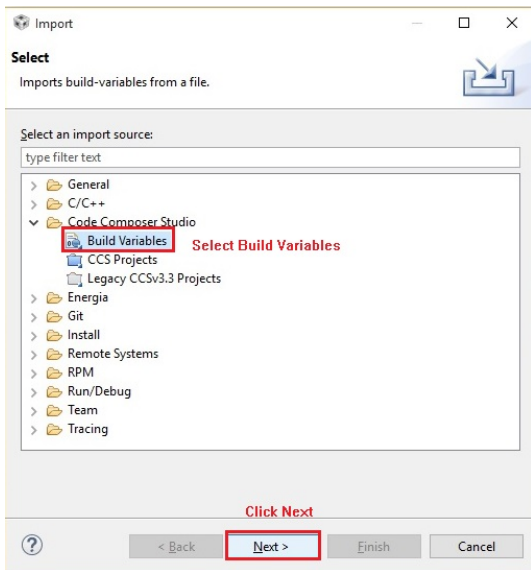 Import
Select
Imports build-variables from a file.
Select an import source:
type filter text
General
C/C++
Code Composer Studio
Build Variables Select Build Variables
CCS Projects
Legacy CCSv3.3 Projects
Energia
Git
Install
Remote Systems
RPM
Run/Debug
Team
Tracing
Click Next
? < Back Next > Finish Cancel